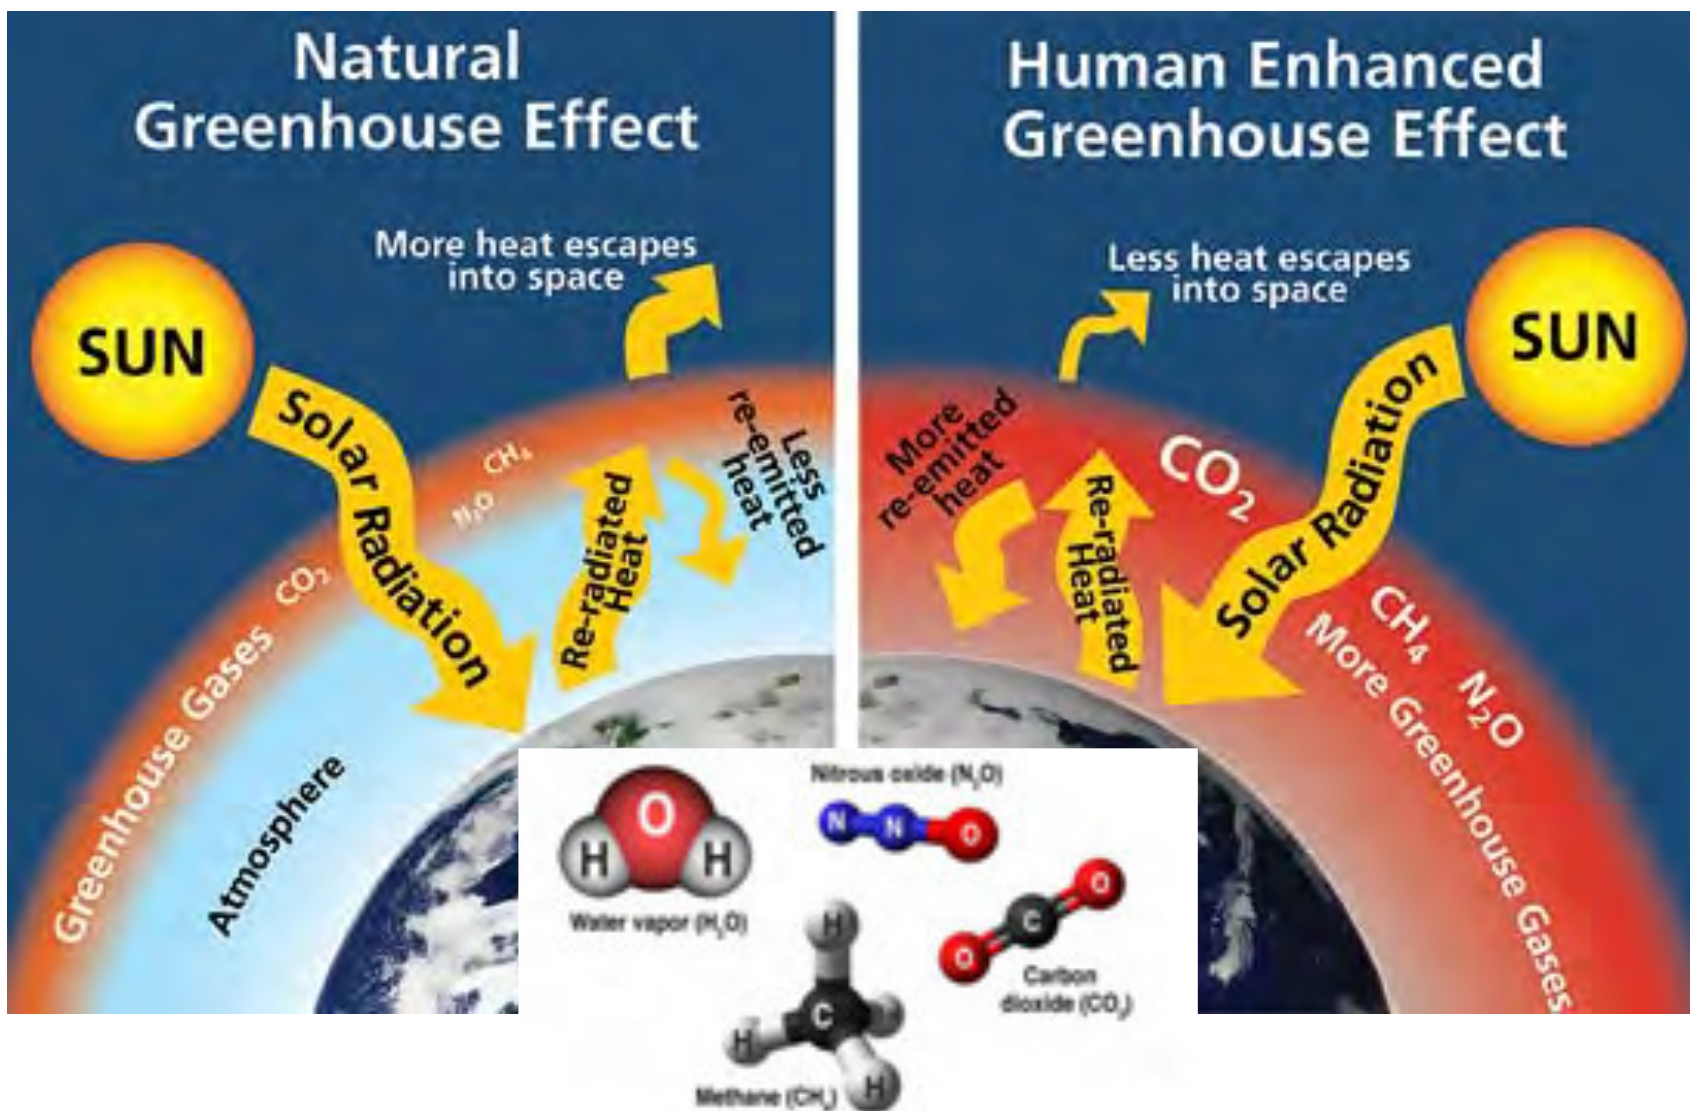 Natural
Greenhouse Effect
More heat escapes
into space
SUN
Solar Radiation
CH₄
N₂O
CO₂
Greenhouse Gases
Atmosphere
Re-radiated
Heat
Less
re-emitted
heat
Human Enhanced
Greenhouse Effect
Less heat escapes
into space
SUN
Solar Radiation
More
re-emitted
heat
Re-radiated
Heat
CO₂
CH₄
N₂O
More Greenhouse Gases
O
H
H
Water vapor (H₂O)
Nitrous oxide (N₂O)
N
N
O
O
C
O
Carbon
dioxide (CO₂)
H
C
H
H
H
Methane (CH₄)